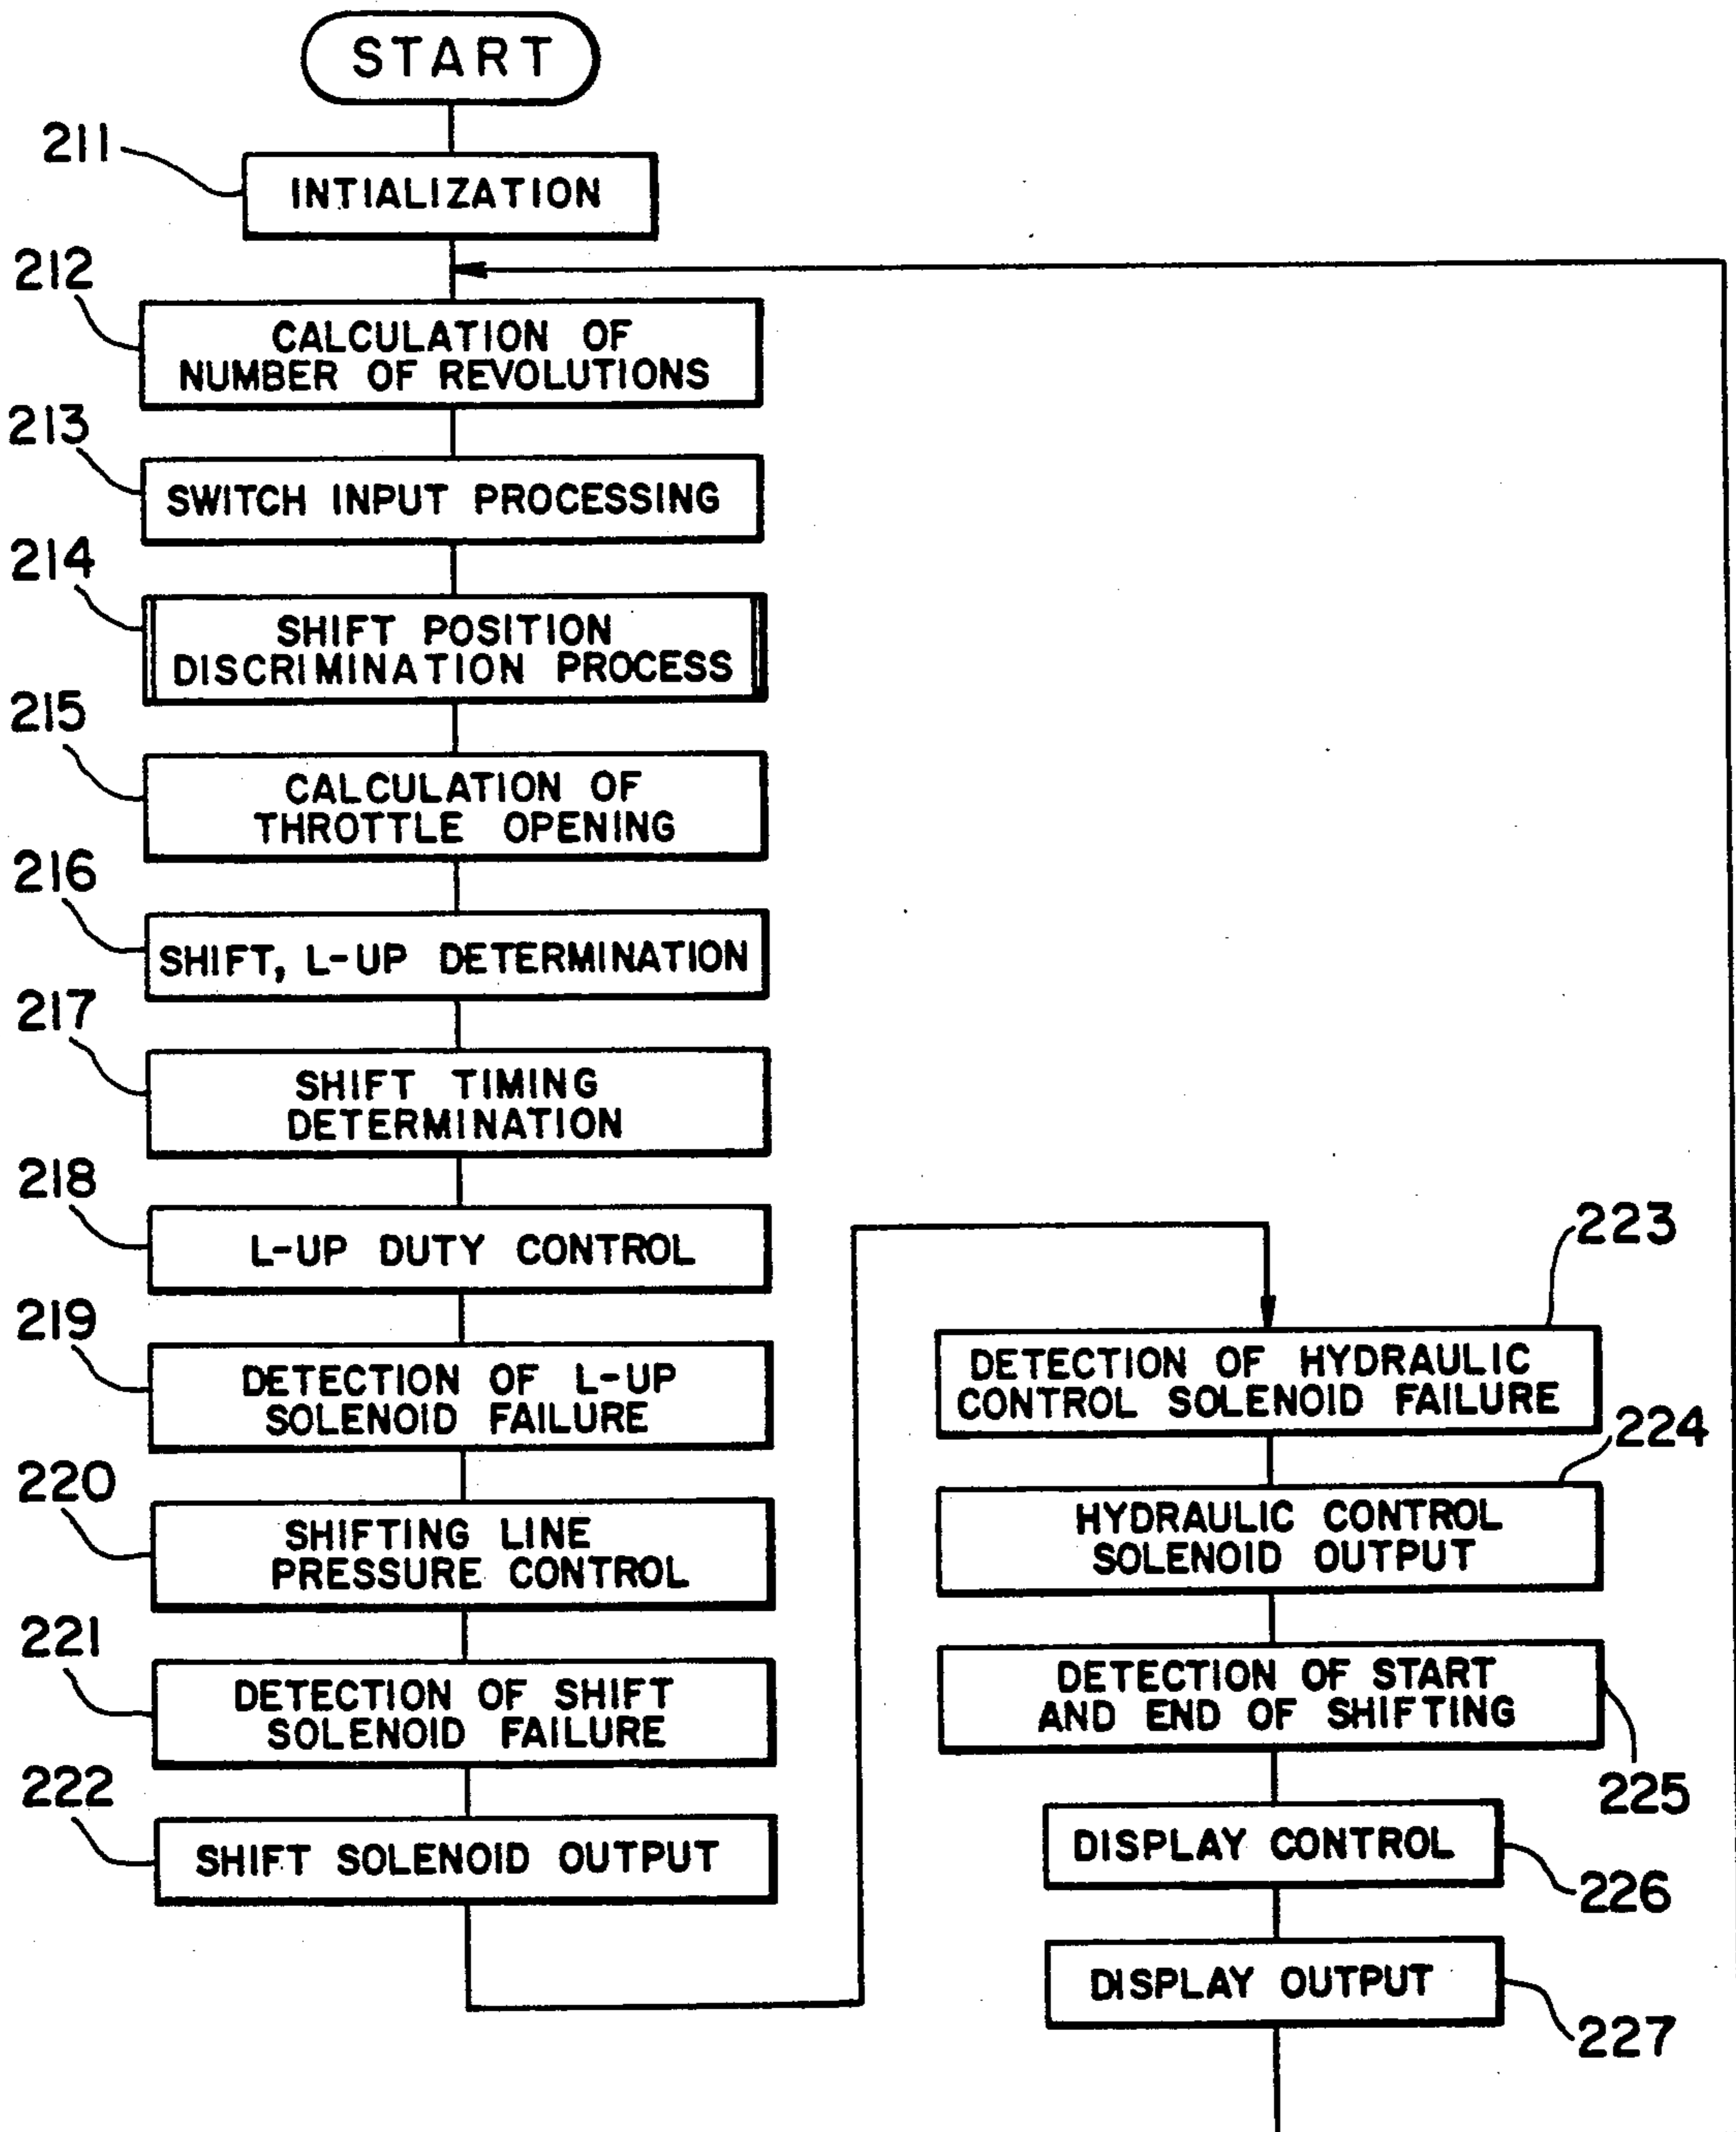 START
211
INTIALIZATION
212
CALCULATION OF
NUMBER OF REVOLUTIONS
213
SWITCH INPUT PROCESSING
214
SHIFT POSITION
DISCRIMINATION PROCESS
215
CALCULATION OF
THROTTLE OPENING
216
SHIFT, L-UP DETERMINATION
217
SHIFT TIMING
DETERMINATION
218
L-UP DUTY CONTROL
219
DETECTION OF L-UP
SOLENOID FAILURE
220
SHIFTING LINE
PRESSURE CONTROL
221
DETECTION OF SHIFT
SOLENOID FAILURE
222
SHIFT SOLENOID OUTPUT
223
DETECTION OF HYDRAULIC
CONTROL SOLENOID FAILURE
224
HYDRAULIC CONTROL
SOLENOID OUTPUT
DETECTION OF START
AND END OF SHIFTING
225
DISPLAY CONTROL
226
DISPLAY OUTPUT
227